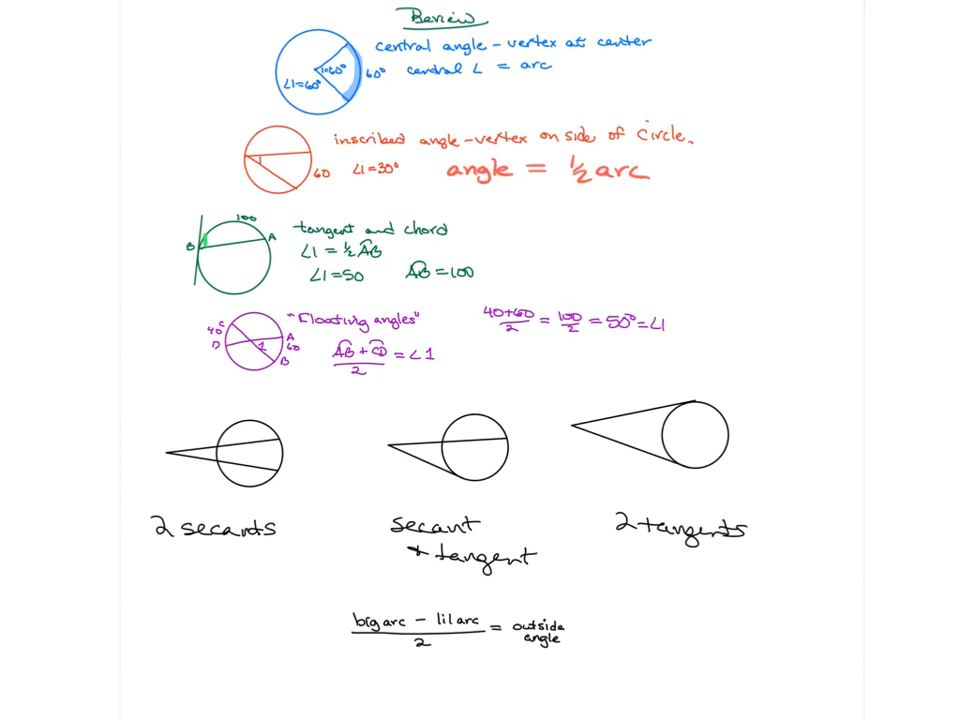 Review
central angle - vertex at center
1=60° 60° central ∠ = arc
∠1=60°
inscribed angle - vertex on side of circle.
1 60 ∠1=30° angle = 1/2 arc
100
tangent and chord
B A
∠1 = 1/2 AB
∠1=50 AB = 100
"Floating angles" 40+60/2 = 100/2 = 50° = ∠1
40 C
D 1 A
60
B
AB + CD/2 = ∠1
2 secants
secant
+ tangent
2 tangents
big arc - lil arc/2 = outside angle